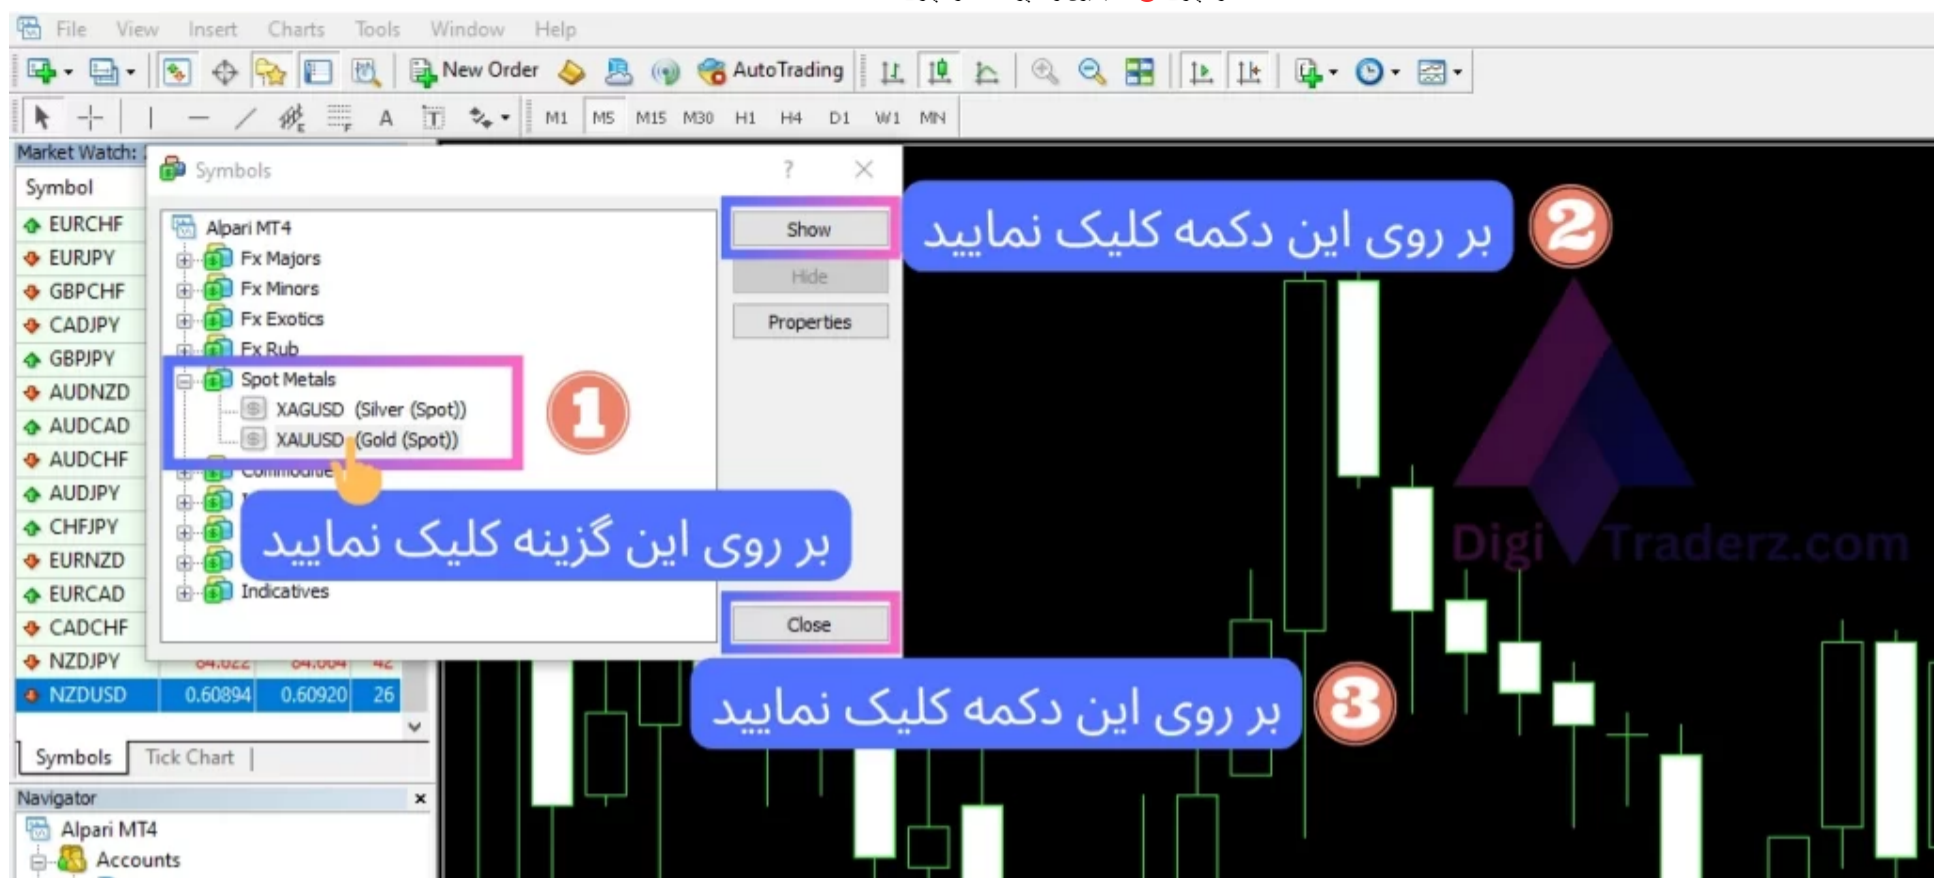 File View Insert Charts Tools Window Help
New Order AutoTrading
A T M1 M5 M15 M30 H1 H4 D1 W1 MN
Market Watch:
Symbol
EURCHF
EURJPY
GBPCHF
CADJPY
GBPJPY
AUDNZD
AUDCAD
AUDCHF
AUDJPY
CHFJPY
EURNZD
EURCAD
CADCHF
NZDJPY 84.622 84.664 42
NZDUSD 0.60894 0.60920 26
Symbols Tick Chart
Navigator
Alpari MT4
Accounts
Symbols
Alpari MT4
Fx Majors
Fx Minors
Fx Exotics
Fx Rub
Spot Metals
XAGUSD (Silver (Spot))
XAUUSD (Gold (Spot))
Indicatives
Show
Hide
Properties
Close
1
بر روی این گزینه کلیک نمایید
بر روی این دکمه کلیک نمایید
2
بر روی این دکمه کلیک نمایید
3
Digi Traderz.com